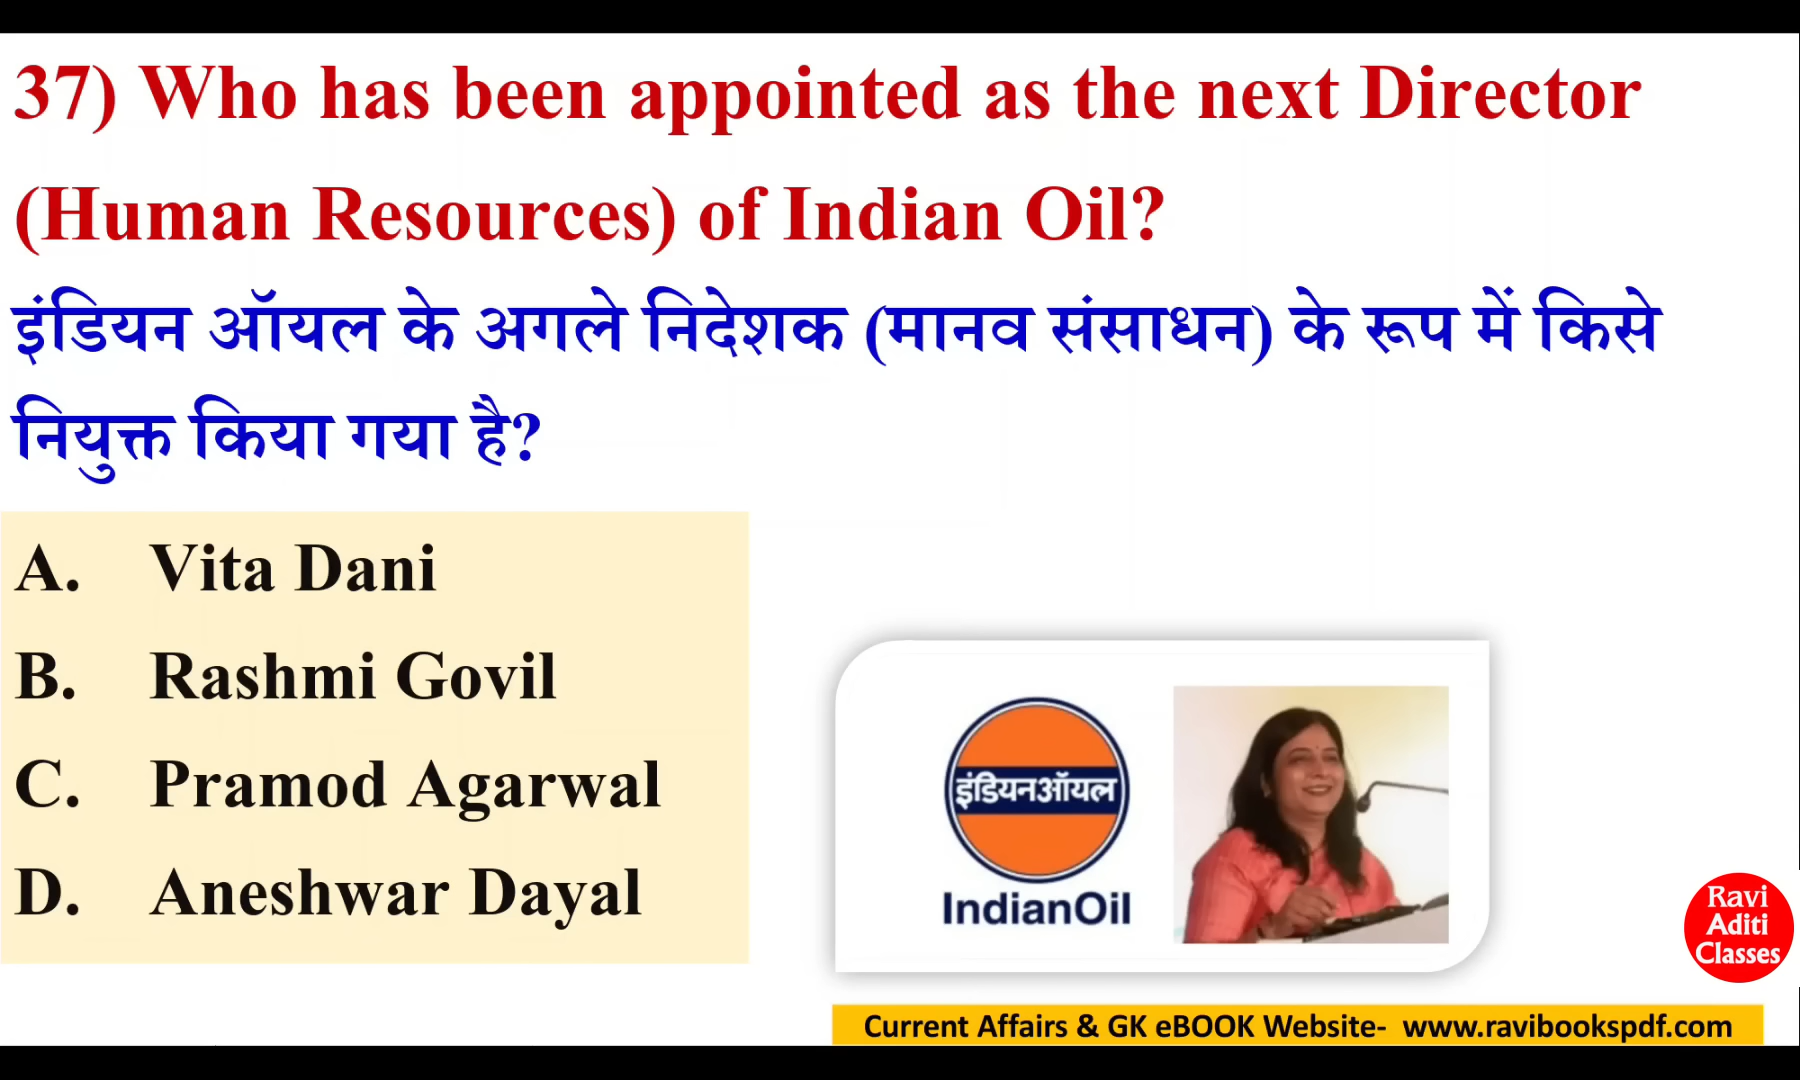 37) Who has been appointed as the next Director
(Human Resources) of Indian Oil?
इंडियन ऑयल के अगले निदेशक (मानव संसाधन) के रूप में किसे
नियुक्त किया गया है?
A. Vita Dani
B. Rashmi Govil
C. Pramod Agarwal
D. Aneshwar Dayal
इंडियनऑयल
IndianOil
Ravi
Aditi
Classes
Current Affairs & GK eBOOK Website- www.ravibookspdf.com